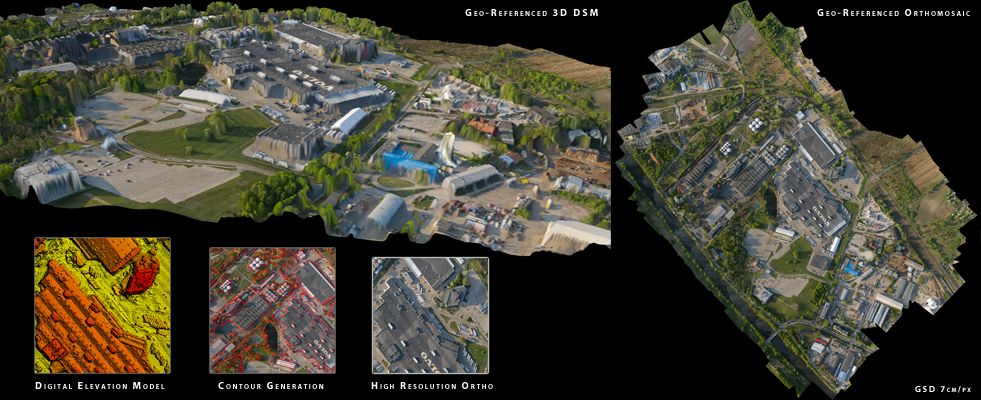 Geo-Referenced 3D DSM
Geo-Referenced Orthomosaic
Digital Elevation Model
Contour Generation
High Resolution Ortho
GSD 7cm/px